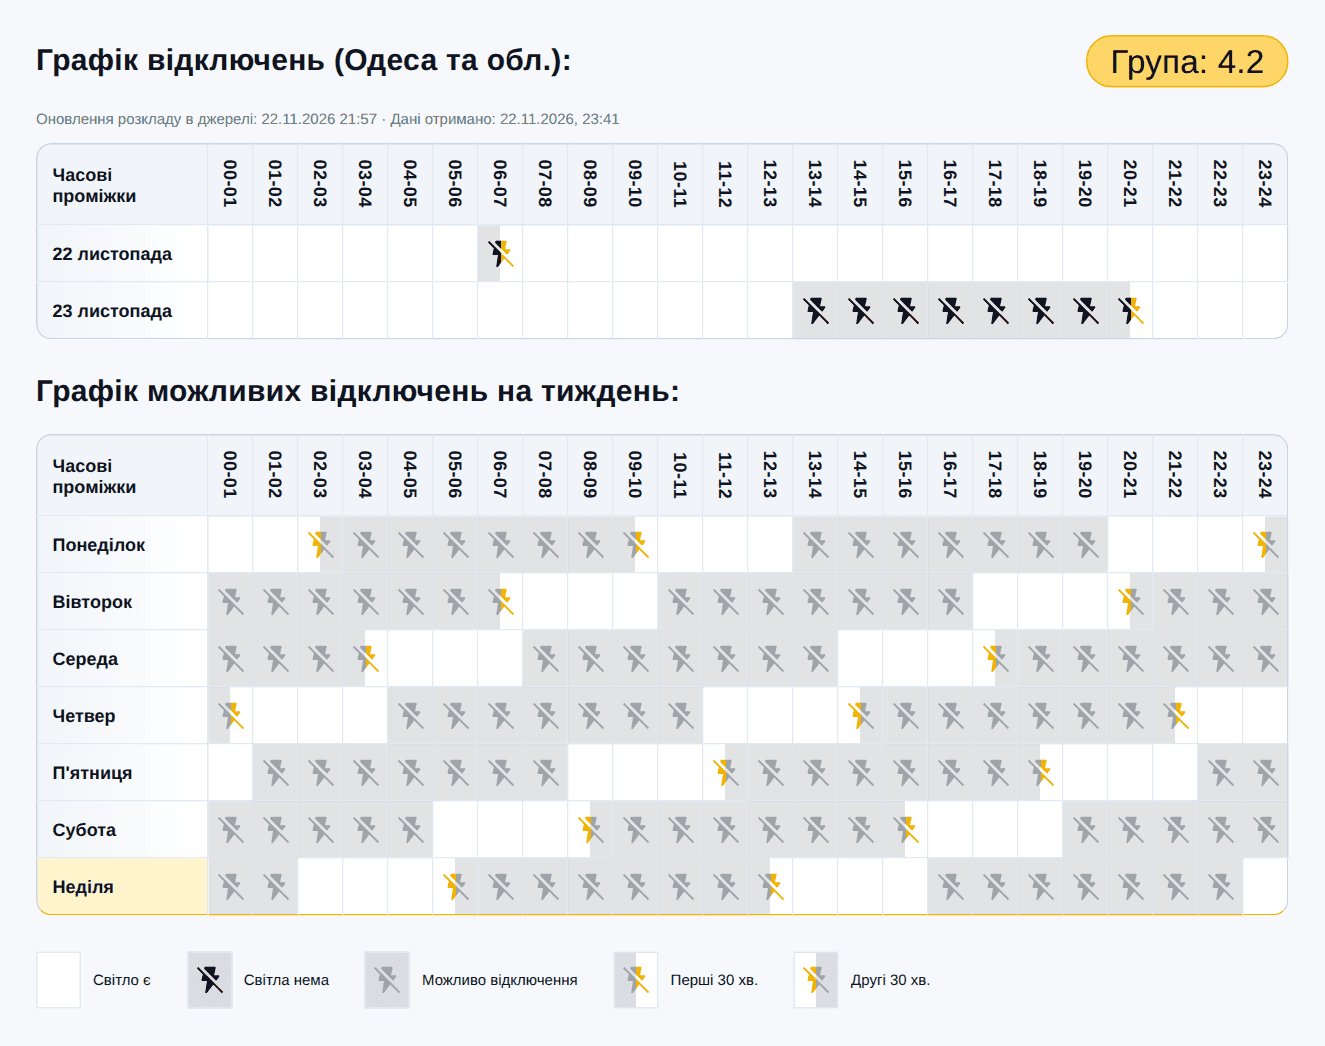 Графік відключень (Одеса та обл.):
Група: 4.2
Оновлення розкладу в джерелі: 22.11.2026 21:57 · Дані отримано: 22.11.2026, 23:41
Часові
проміжки
00-01 01-02 02-03 03-04 04-05 05-06 06-07 07-08 08-09 09-10 10-11 11-12 12-13 13-14 14-15 15-16 16-17 17-18 18-19 19-20 20-21 21-22 22-23 23-24
22 листопада
23 листопада
Графік можливих відключень на тиждень:
Часові
проміжки
00-01 01-02 02-03 03-04 04-05 05-06 06-07 07-08 08-09 09-10 10-11 11-12 12-13 13-14 14-15 15-16 16-17 17-18 18-19 19-20 20-21 21-22 22-23 23-24
Понеділок
Вівторок
Середа
Четвер
П'ятниця
Субота
Неділя
Світло є
Світла нема
Можливо відключення
Перші 30 хв.
Другі 30 хв.